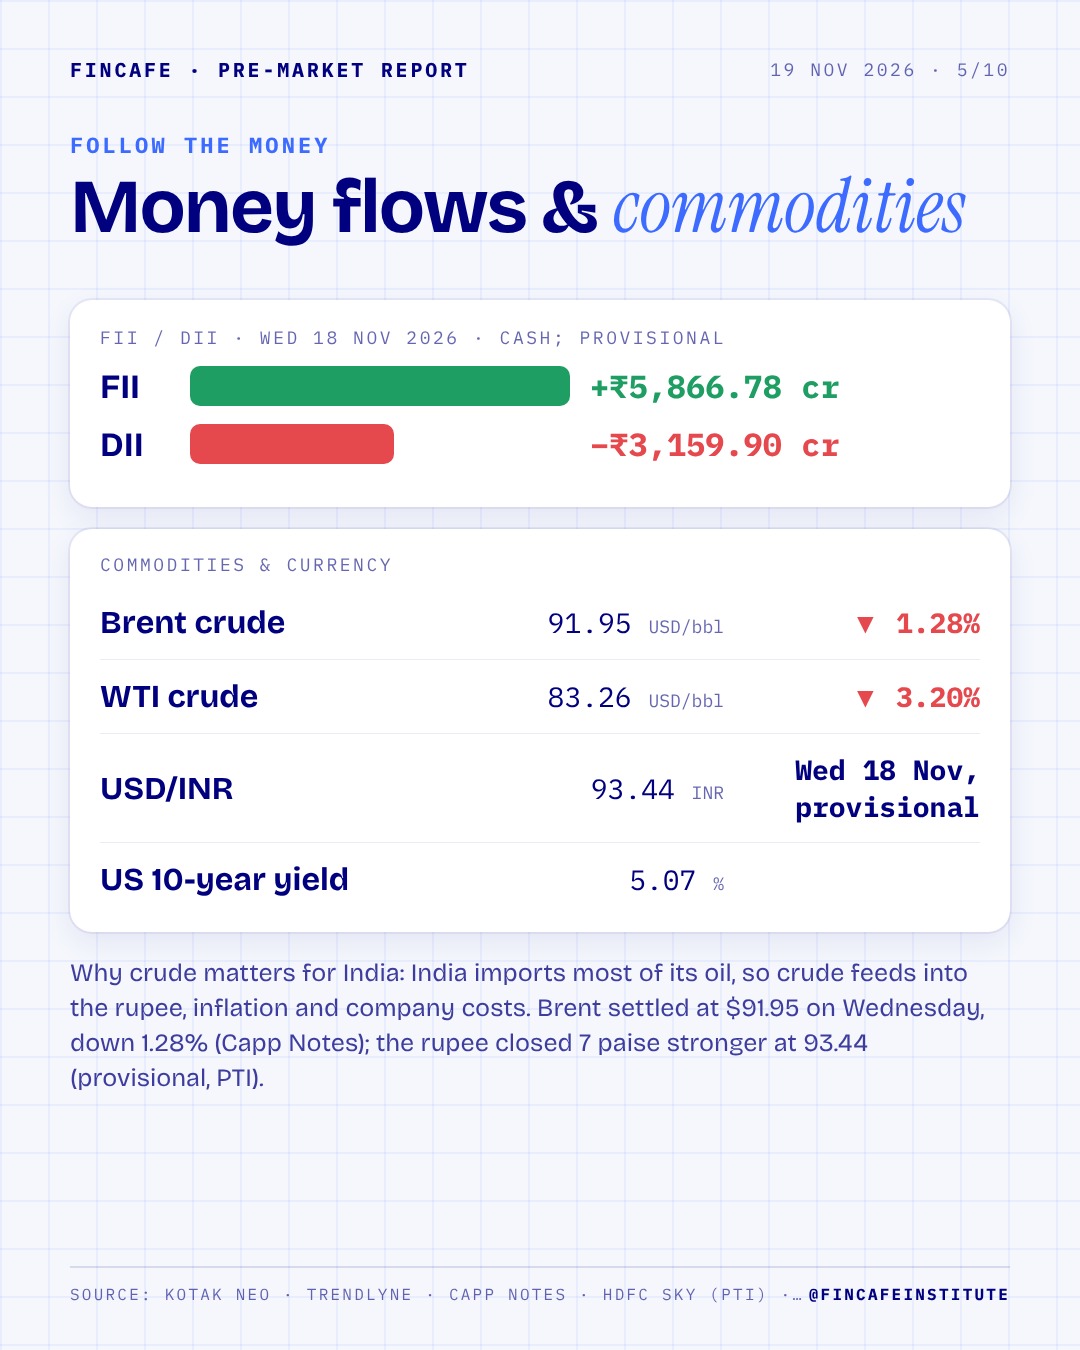 FINCAFE · PRE-MARKET REPORT
19 NOV 2026 · 5/10
FOLLOW THE MONEY
Money flows & commodities
FII / DII · WED 18 NOV 2026 · CASH; PROVISIONAL
FII +₹5,866.78 cr
DII −₹3,159.90 cr
COMMODITIES & CURRENCY
Brent crude 91.95 USD/bbl ▼ 1.28%
WTI crude 83.26 USD/bbl ▼ 3.20%
USD/INR 93.44 INR Wed 18 Nov,
provisional
US 10-year yield 5.07 %
Why crude matters for India: India imports most of its oil, so crude feeds into
the rupee, inflation and company costs. Brent settled at $91.95 on Wednesday,
down 1.28% (Capp Notes); the rupee closed 7 paise stronger at 93.44
(provisional, PTI).
SOURCE: KOTAK NEO · TRENDLYNE · CAPP NOTES · HDFC SKY (PTI) ·… @FINCAFEINSTITUTE